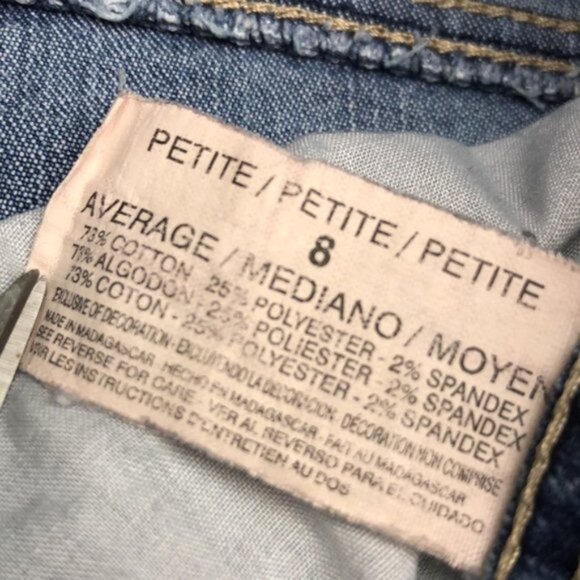 PETITE / PETITE / PETITE
8
AVERAGE / MEDIANO / MOYEN
73% COTTON - 25% POLYESTER - 2% SPANDEX
73% ALGODON - 25% POLIESTER - 2% SPANDEX
73% COTON - 25% POLYESTER - 2% SPANDEX
EXCLUSIVE OF DECORATION - EXCLUYENDO LA DECORACION - DÉCORATION NON COMPRISE
MADE IN MADAGASCAR HECHO EN MADAGASCAR - FAIT AU MADAGASCAR
SEE REVERSE FOR CARE. VER AL REVERSO PARA EL CUIDADO
VOIR LES INSTRUCTIONS D'ENTRETIEN AU DOS